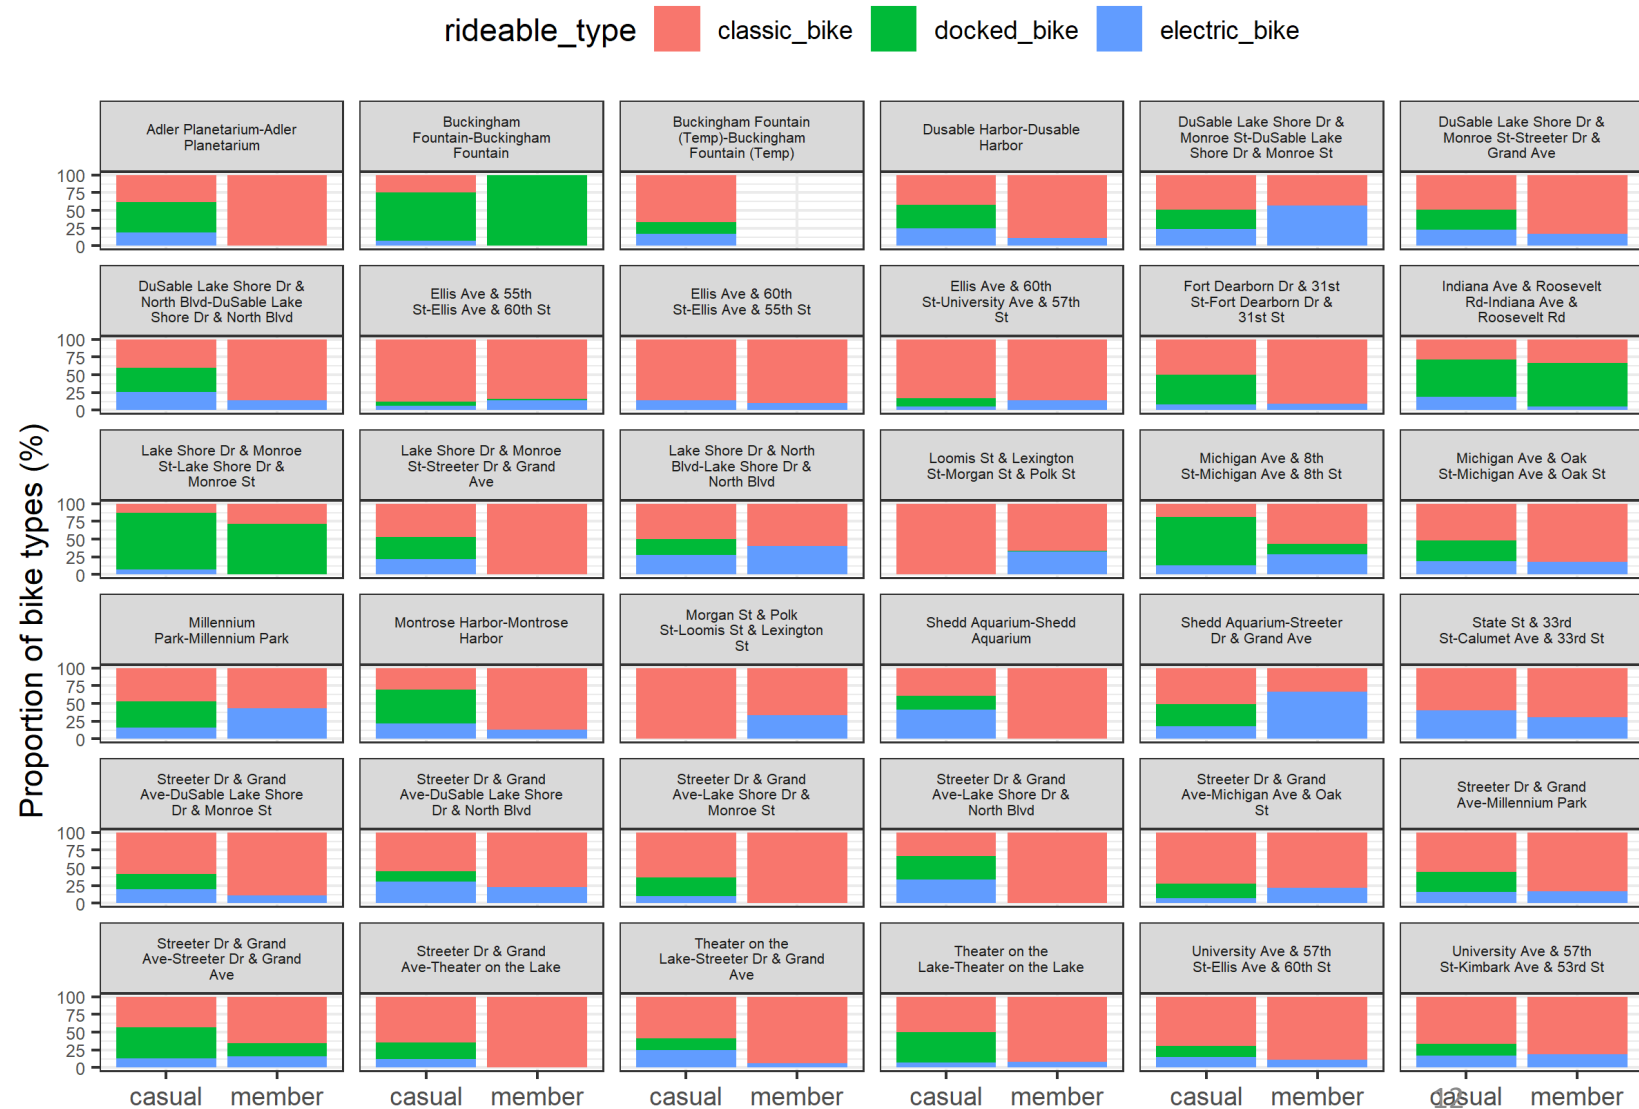 rideable_type classic_bike docked_bike electric_bike
Proportion of bike types (%)
Adler Planetarium-Adler
Planetarium
Buckingham
Fountain-Buckingham
Fountain
Buckingham Fountain
(Temp)-Buckingham
Fountain (Temp)
Dusable Harbor-Dusable
Harbor
DuSable Lake Shore Dr &
Monroe St-DuSable Lake
Shore Dr & Monroe St
DuSable Lake Shore Dr &
Monroe St-Streeter Dr &
Grand Ave
100
75
50
25
0
DuSable Lake Shore Dr &
North Blvd-DuSable Lake
Shore Dr & North Blvd
Ellis Ave & 55th
St-Ellis Ave & 60th St
Ellis Ave & 60th
St-Ellis Ave & 55th St
Ellis Ave & 60th
St-University Ave & 57th
St
Fort Dearborn Dr & 31st
St-Fort Dearborn Dr &
31st St
Indiana Ave & Roosevelt
Rd-Indiana Ave &
Roosevelt Rd
100
75
50
25
0
Lake Shore Dr & Monroe
St-Lake Shore Dr &
Monroe St
Lake Shore Dr & Monroe
St-Streeter Dr & Grand
Ave
Lake Shore Dr & North
Blvd-Lake Shore Dr &
North Blvd
Loomis St & Lexington
St-Morgan St & Polk St
Michigan Ave & 8th
St-Michigan Ave & 8th St
Michigan Ave & Oak
St-Michigan Ave & Oak St
100
75
50
25
0
Millennium
Park-Millennium Park
Montrose Harbor-Montrose
Harbor
Morgan St & Polk
St-Loomis St & Lexington
St
Shedd Aquarium-Shedd
Aquarium
Shedd Aquarium-Streeter
Dr & Grand Ave
State St & 33rd
St-Calumet Ave & 33rd St
100
75
50
25
0
Streeter Dr & Grand
Ave-DuSable Lake Shore
Dr & Monroe St
Streeter Dr & Grand
Ave-DuSable Lake Shore
Dr & North Blvd
Streeter Dr & Grand
Ave-Lake Shore Dr &
Monroe St
Streeter Dr & Grand
Ave-Lake Shore Dr &
North Blvd
Streeter Dr & Grand
Ave-Michigan Ave & Oak
St
Streeter Dr & Grand
Ave-Millennium Park
100
75
50
25
0
Streeter Dr & Grand
Ave-Streeter Dr & Grand
Ave
Streeter Dr & Grand
Ave-Theater on the Lake
Theater on the
Lake-Streeter Dr & Grand
Ave
Theater on the
Lake-Theater on the Lake
University Ave & 57th
St-Ellis Ave & 60th St
University Ave & 57th
St-Kimbark Ave & 53rd St
100
75
50
25
0
casual member casual member casual member casual member casual member casual member
12